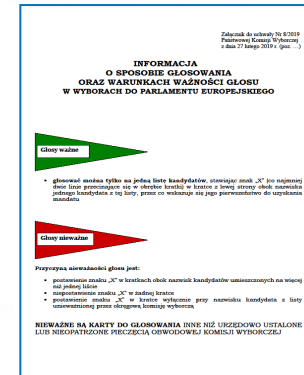 Załącznik do uchwały Nr 8/2019
Państwowej Komisji Wyborczej
z dnia 27 lutego 2019 r. (poz. …)
INFORMACJA
O SPOSOBIE GŁOSOWANIA
ORAZ WARUNKACH WAŻNOŚCI GŁOSU
W WYBORACH DO PARLAMENTU EUROPEJSKIEGO
Głosy ważne
• głosować można tylko na jedną listę kandydatów, stawiając znak „X” (co najmniej
dwie linie przecinające się w obrębie kratki) w kratce z lewej strony obok nazwiska
jednego kandydata z tej listy, przez co wskazuje się jego pierwszeństwo do uzyskania
mandatu
Głosy nieważne
Przyczyną nieważności głosu jest:
• postawienie znaku „X” w kratkach obok nazwisk kandydatów umieszczonych na więcej
niż jednej liście
• niepostawienie znaku „X” w żadnej kratce
• postawienie znaku „X” w kratce wyłącznie przy nazwisku kandydata z listy
unieważnionej przez okręgową komisję wyborczą
NIEWAŻNE SĄ KARTY DO GŁOSOWANIA INNE NIŻ URZĘDOWO USTALONE
LUB NIEOPATRZONE PIECZĘCIĄ OBWODOWEJ KOMISJI WYBORCZEJ